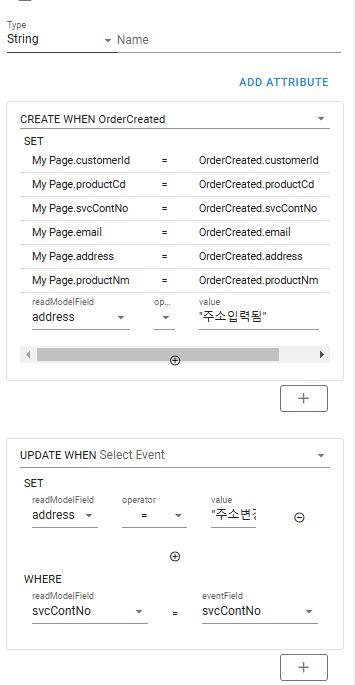 Type
String
Name
ADD ATTRIBUTE
CREATE WHEN OrderCreated
SET
My Page.customerId = OrderCreated.customerId
My Page.productCd = OrderCreated.productCd
My Page.svcContNo = OrderCreated.svcContNo
My Page.email = OrderCreated.email
My Page.address = OrderCreated.address
My Page.productNm = OrderCreated.productNm
readModelField op... value
address "주소입력됨"
UPDATE WHEN Select Event
SET
readModelField operator value
address = "주소변경
WHERE
readModelField eventField
svcContNo = svcContNo